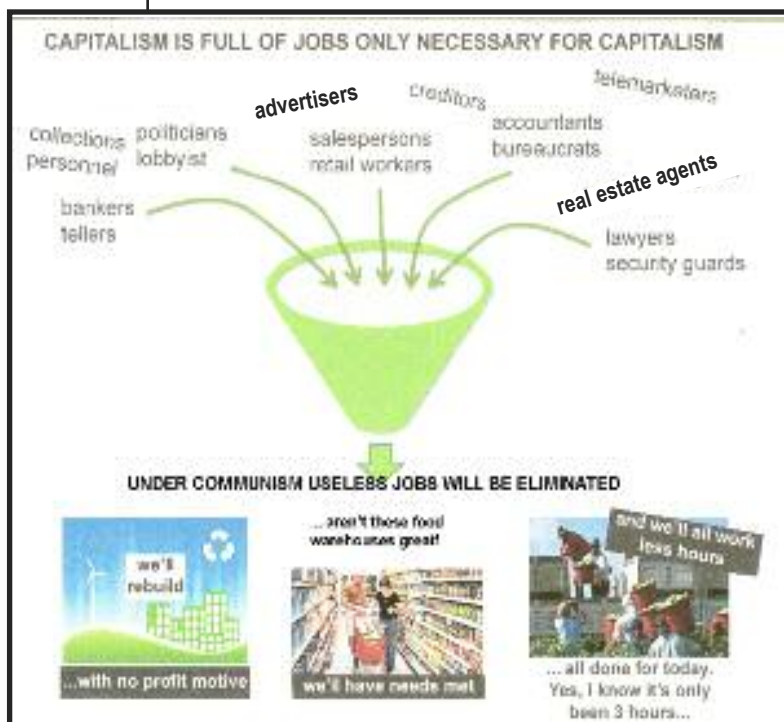 CAPITALISM IS FULL OF JOBS ONLY NECESSARY FOR CAPITALISM
telemarketers
creditors
advertisers
collections
personnel
politicians
lobbyist
salespersons
retail workers
accountants
bureaucrats
real estate agents
bankers
tellers
lawyers
security guards
UNDER COMMUNISM USELESS JOBS WILL BE ELIMINATED
we'll
rebuild
...with no profit motive
... aren't these food
warehouses great!
we'll have needs met
and we'll all work
less hours
... all done for today.
Yes, I know it's only
been 3 hours...